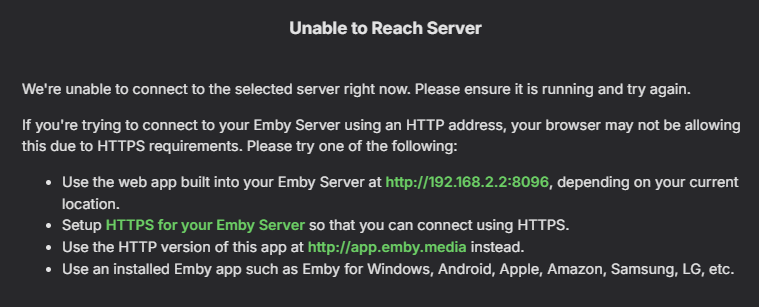 Unable to Reach Server
We're unable to connect to the selected server right now. Please ensure it is running and try again.
If you're trying to connect to your Emby Server using an HTTP address, your browser may not be allowing
this due to HTTPS requirements. Please try one of the following:
• Use the web app built into your Emby Server at http://192.168.2.2:8096, depending on your current
location.
• Setup HTTPS for your Emby Server so that you can connect using HTTPS.
• Use the HTTP version of this app at http://app.emby.media instead.
• Use an installed Emby app such as Emby for Windows, Android, Apple, Amazon, Samsung, LG, etc.